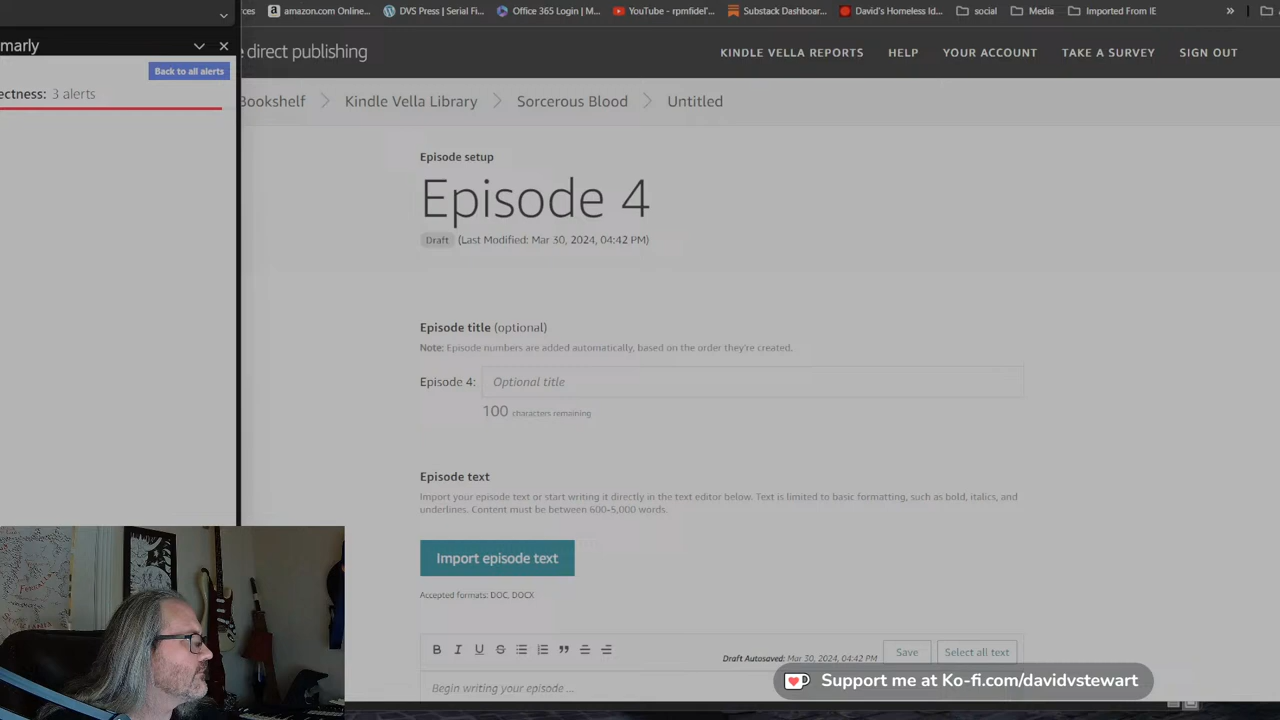 amazon.com Online...
DVS Press | Serial Fi...
Office 365 Login | M...
YouTube - rpmfidel'...
Substack Dashboar...
David's Homeless Id...
social
Media
Imported From IE
marly
Back to all alerts
ectness: 3 alerts
e direct publishing
KINDLE VELLA REPORTS
HELP
YOUR ACCOUNT
TAKE A SURVEY
SIGN OUT
Bookshelf
Kindle Vella Library
Sorcerous Blood
Untitled
Episode setup
Episode 4
Draft (Last Modified: Mar 30, 2024, 04:42 PM)
Episode title (optional)
Note: Episode numbers are added automatically, based on the order they're created.
Episode 4: Optional title
100 characters remaining
Episode text
Import your episode text or start writing it directly in the text editor below. Text is limited to basic formatting, such as bold, italics, and
underlines. Content must be between 600-5,000 words.
Import episode text
Accepted formats: DOC, DOCX
B I U S
Draft Autosaved: Mar 30, 2024, 04:42 PM
Save
Select all text
Begin writing your episode ...
Support me at Ko-fi.com/davidvstewart